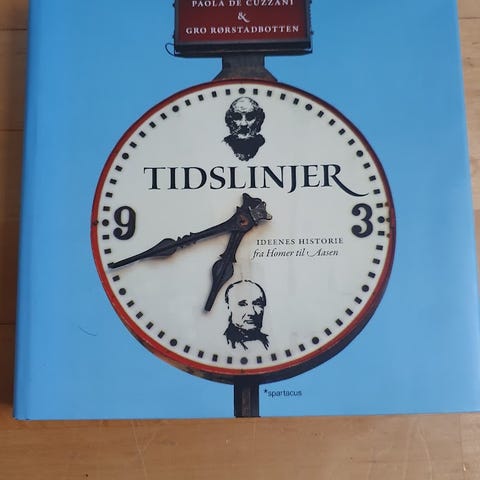 PAOLA DE CUZZANI
&
GRO RØRSTADBOTTEN
TIDSLINJER
9
3
IDEENES HISTORIE
fra Homer til Aasen
*spartacus